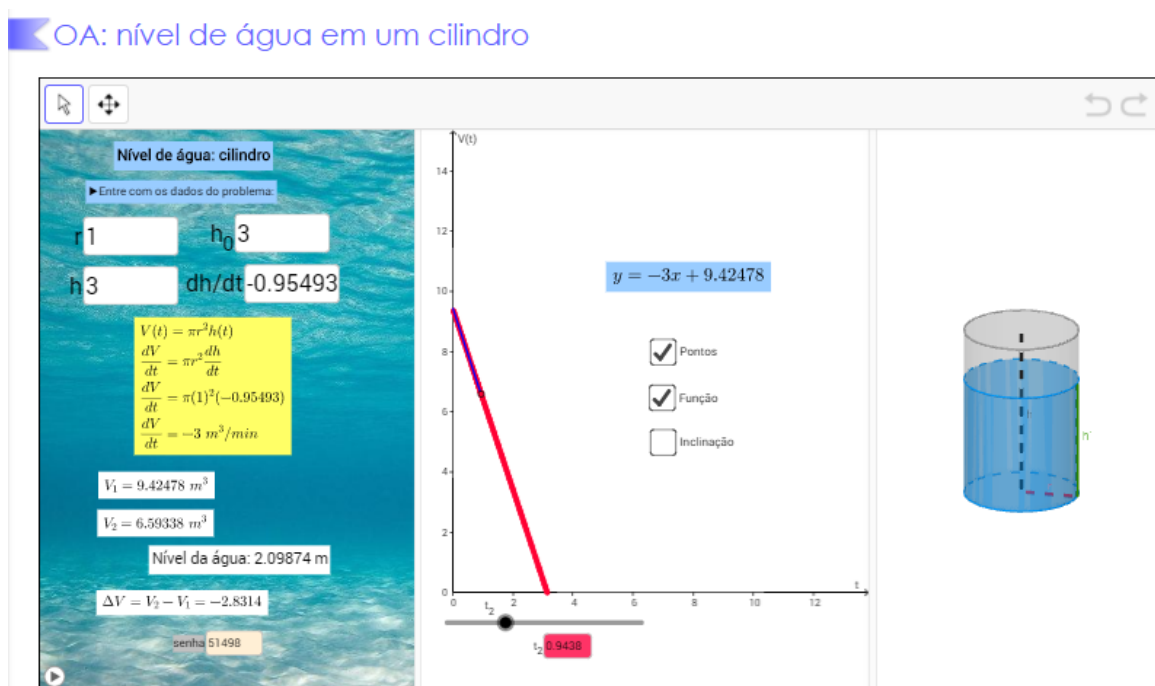 OA: nível de água em um cilindro
Nível de água: cilindro
▶Entre com os dados do problema:
r 1
h₀ 3
h 3
dh/dt -0.95493
V(t) = πr²h(t)
dV/dt = πr² dh/dt
dV/dt = π(1)²(−0.95493)
dV/dt = −3 m³/min
V₁ = 9.42478 m³
V₂ = 6.59338 m³
Nível da água: 2.09874 m
ΔV = V₂ − V₁ = −2.8314
senha 51498
V(t)
14
12
10
8
6
4
2
0
0 2 4 6 8 10 12
t
y = −3x + 9.42478
Pontos
Função
Inclinação
t₂
t₂ 0.9438
h'